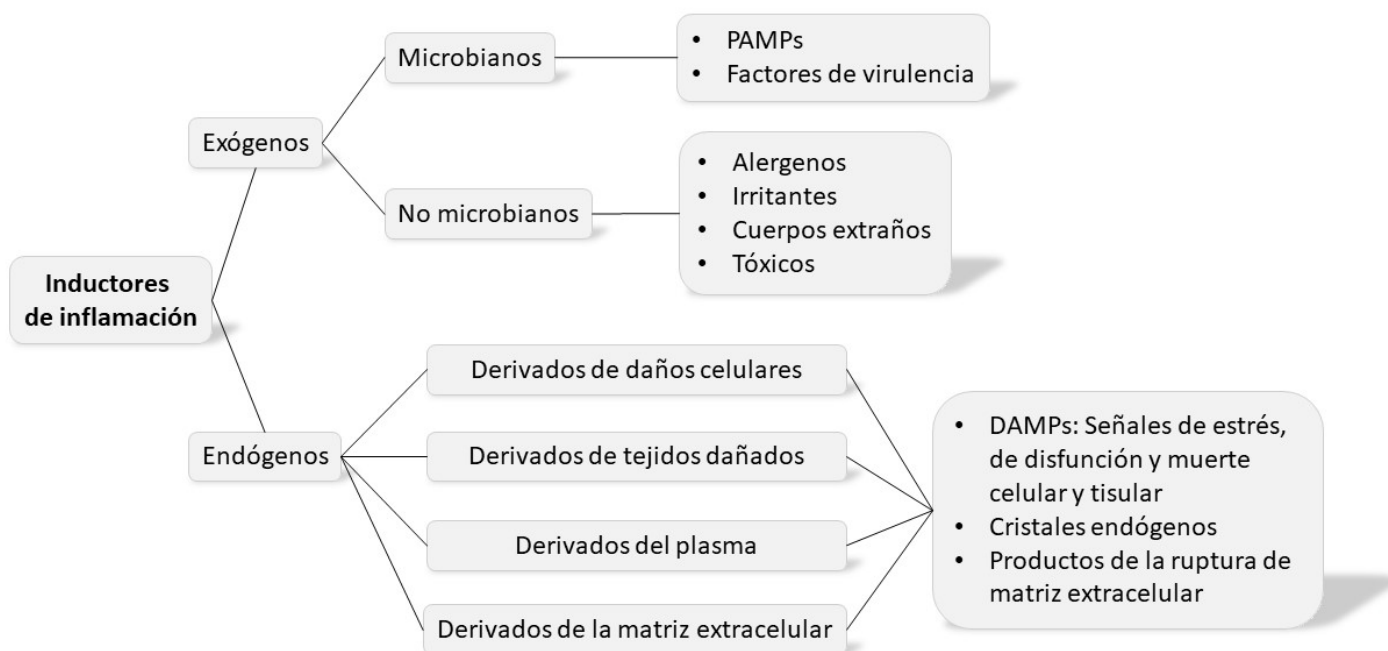 Inductores
de inflamación
Exógenos
Microbianos
• PAMPs
• Factores de virulencia
No microbianos
• Alergenos
• Irritantes
• Cuerpos extraños
• Tóxicos
Endógenos
Derivados de daños celulares
Derivados de tejidos dañados
Derivados del plasma
Derivados de la matriz extracelular
• DAMPs: Señales de estrés,
de disfunción y muerte
celular y tisular
• Cristales endógenos
• Productos de la ruptura de
matriz extracelular